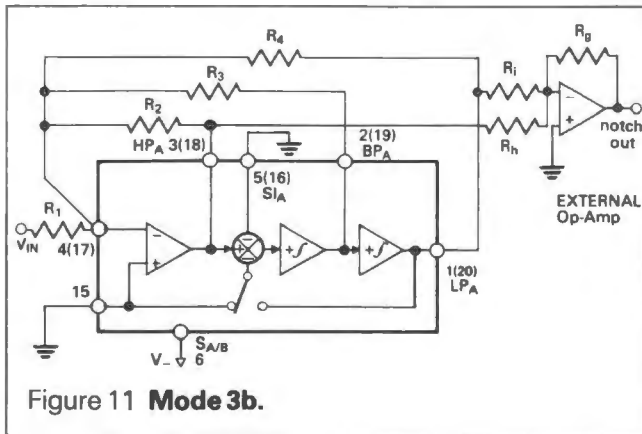 R4
R3
R2
Ri
Rg
Rh
notch
out
HPA 3(18)
2(19)
BPA
5(16)
SIA
EXTERNAL
Op-Amp
R1
VIN
4(17)
15
1(20)
LPA
SA/B
V− 6
Figure 11 Mode 3b.